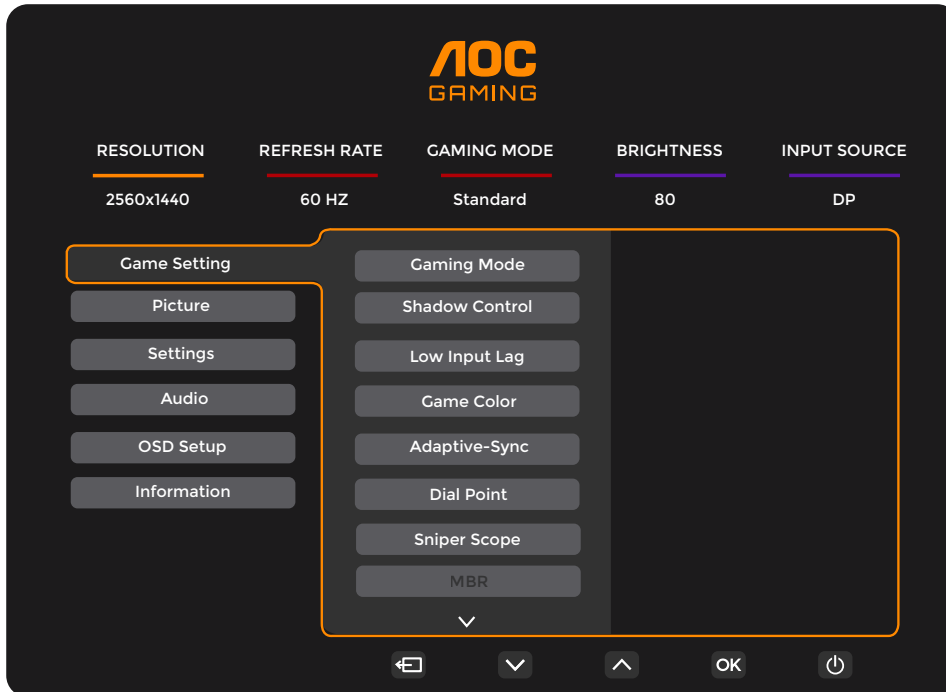 AOC
GAMING
RESOLUTION REFRESH RATE GAMING MODE BRIGHTNESS INPUT SOURCE
2560x1440 60 HZ Standard 80 DP
Game Setting
Picture
Settings
Audio
OSD Setup
Information
Gaming Mode
Shadow Control
Low Input Lag
Game Color
Adaptive-Sync
Dial Point
Sniper Scope
MBR
OK